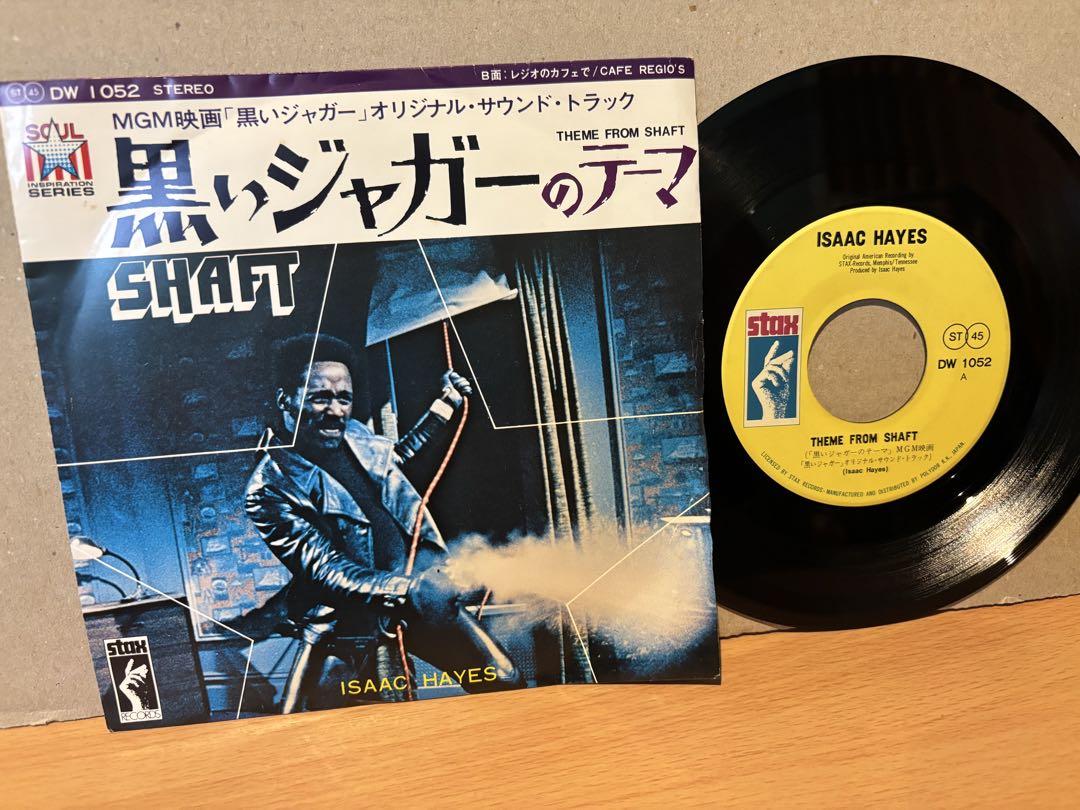 ST 45 DW 1052 STEREO
B面:レジオのカフェで/CAFE REGIO'S
MGM映画「黒いジャガー」オリジナル・サウンド・トラック
SOUL
INSPIRATION
SERIES
THEME FROM SHAFT
黒いジャガーのテーマ
SHAFT
stax
RECORDS
ISAAC HAYES
ISAAC HAYES
Original American Recording by
STAX-Records, Memphis/Tennessee
Produced by Isaac Hayes
stax
ST 45
DW 1052
A
THEME FROM SHAFT
(「黒いジャガーのテーマ」MGM映画
「黒いジャガー」オリジナル・サウンド・トラック)
(Isaac Hayes)
LICENSED BY STAX RECORDS-MANUFACTURED AND DISTRIBUTED BY POLYDOR K.K. JAPAN.